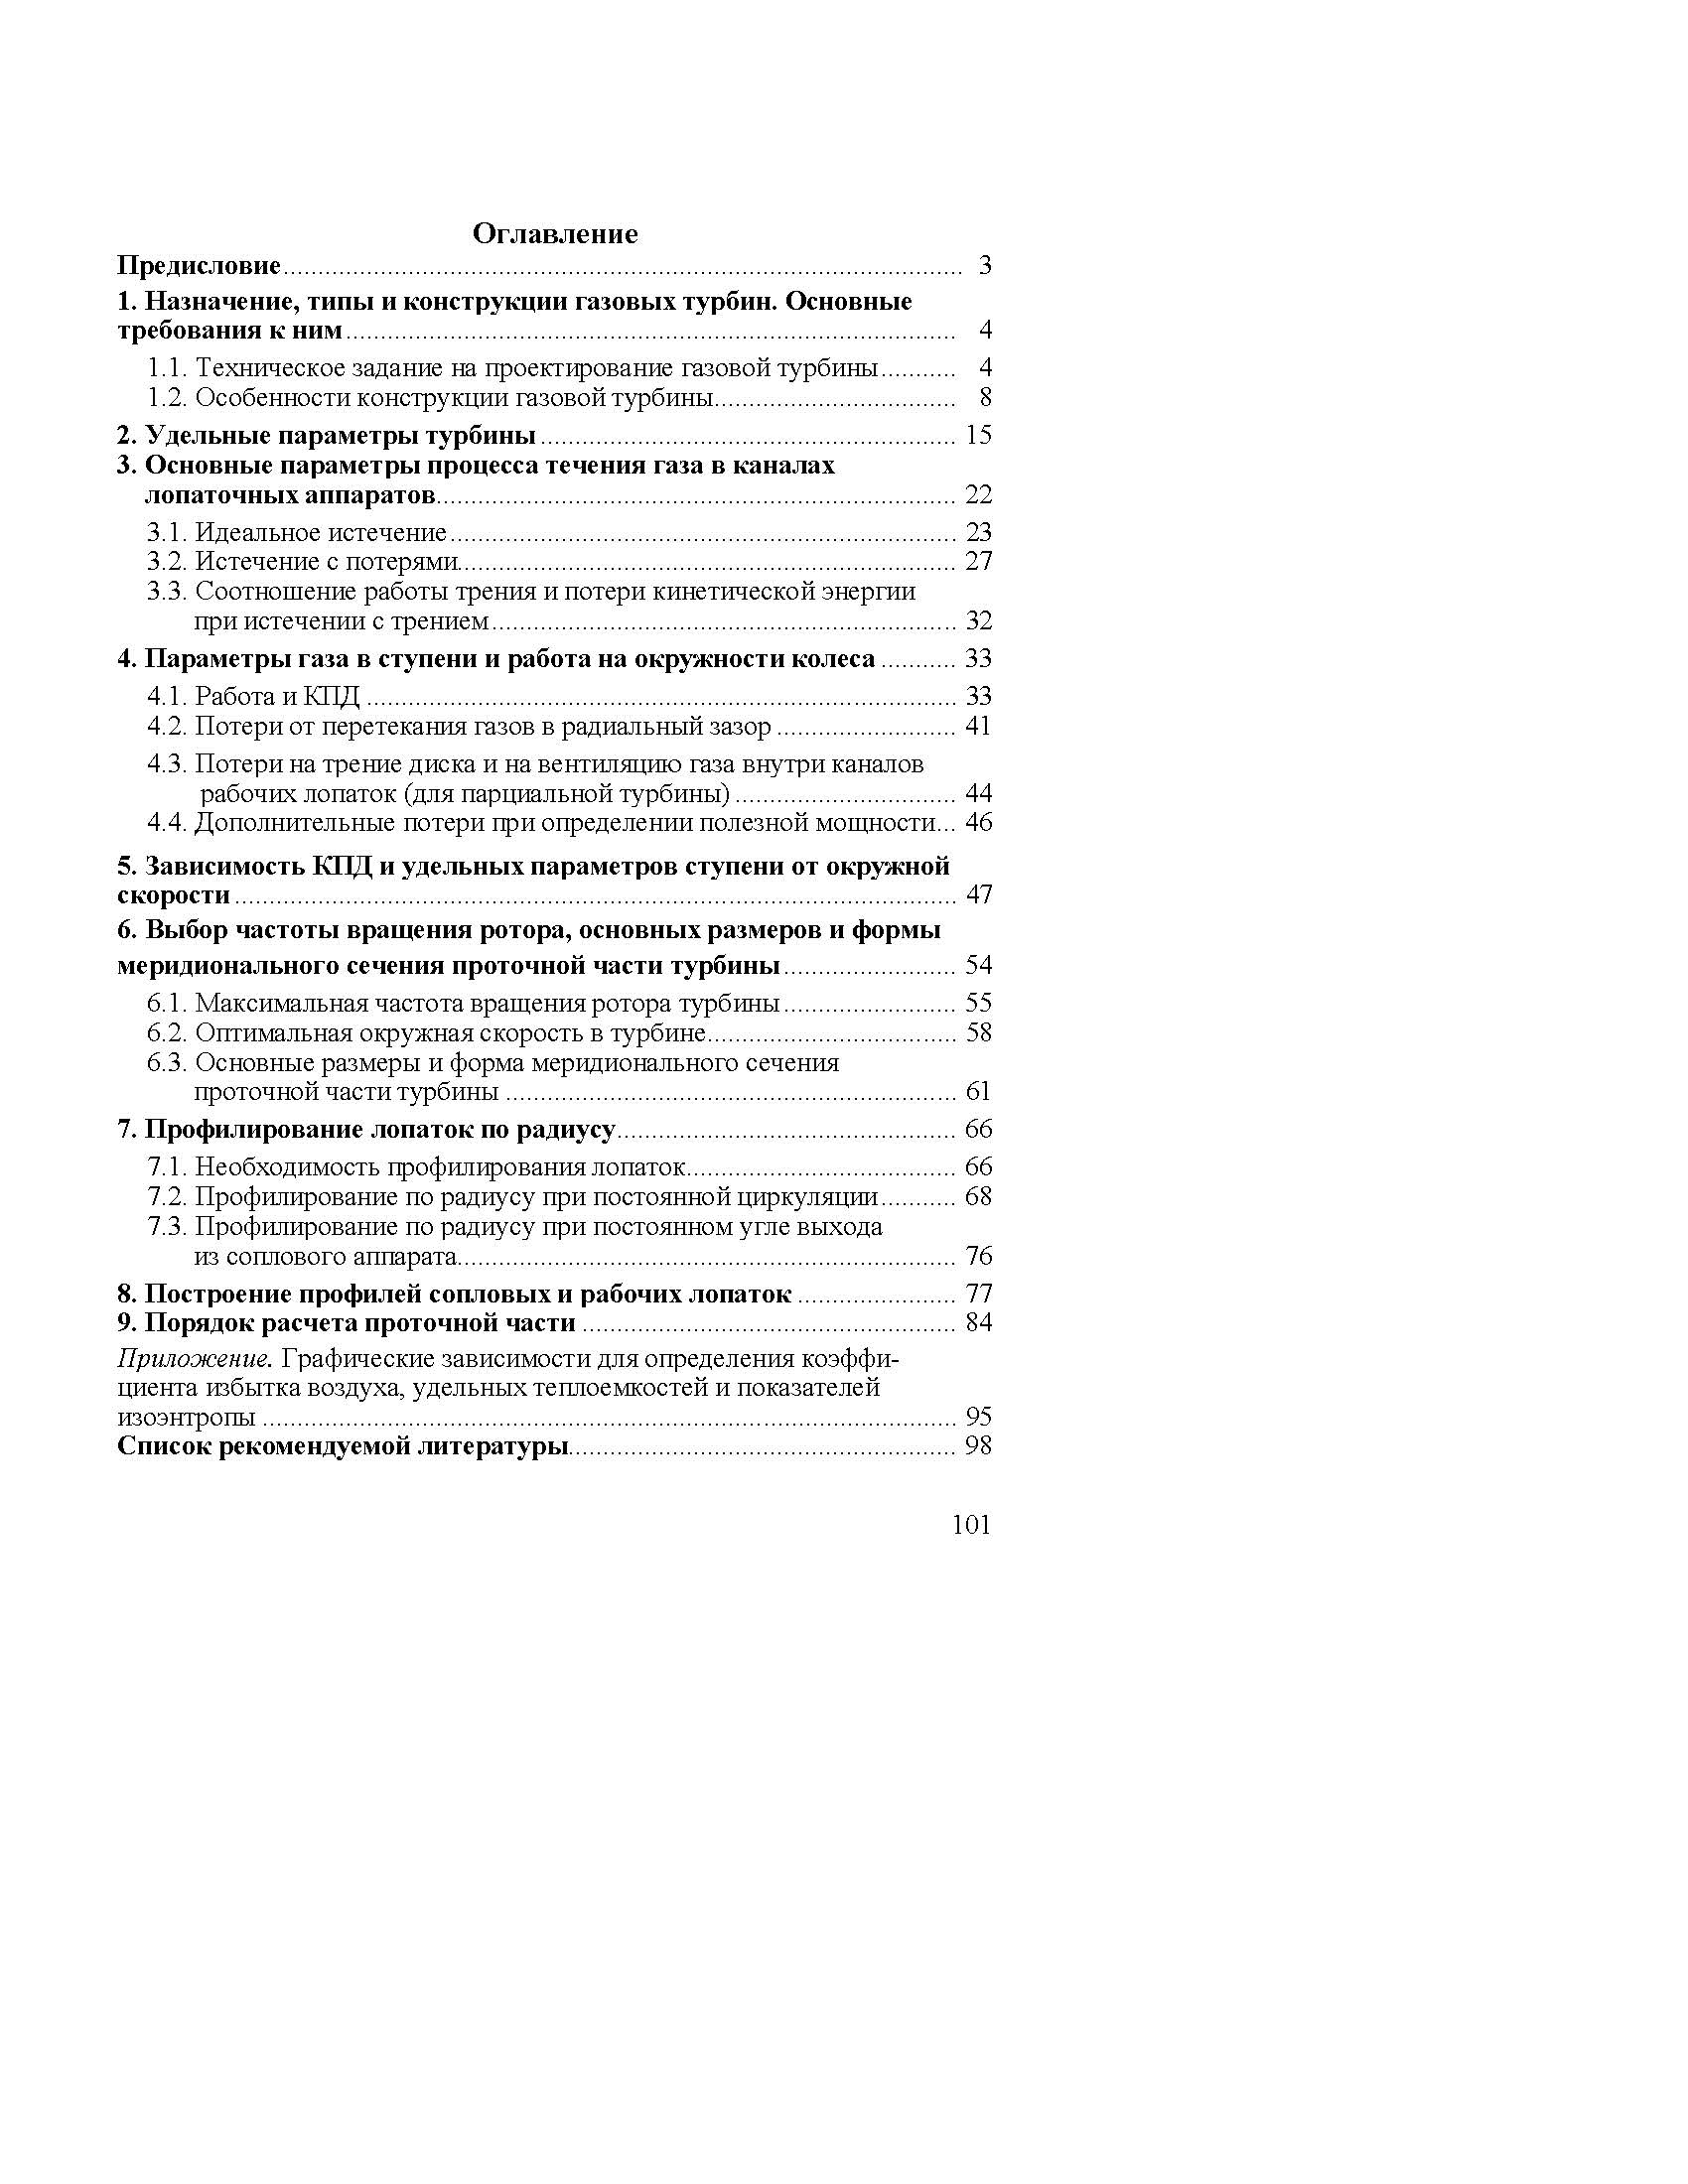 Оглавление
Предисловие.................................................................................................... 3
1. Назначение, типы и конструкции газовых турбин. Основные
требования к ним.......................................................................................... 4
1.1. Техническое задание на проектирование газовой турбины........... 4
1.2. Особенности конструкции газовой турбины................................... 8
2. Удельные параметры турбины............................................................. 15
3. Основные параметры процесса течения газа в каналах
лопаточных аппаратов............................................................................ 22
3.1. Идеальное истечение.......................................................................... 23
3.2. Истечение с потерями......................................................................... 27
3.3. Соотношение работы трения и потери кинетической энергии
при истечении с трением.................................................................... 32
4. Параметры газа в ступени и работа на окружности колеса ........... 33
4.1. Работа и КПД ...................................................................................... 33
4.2. Потери от перетекания газов в радиальный зазор .......................... 41
4.3. Потери на трение диска и на вентиляцию газа внутри каналов
рабочих лопаток (для парциальной турбины)................................. 44
4.4. Дополнительные потери при определении полезной мощности... 46
5. Зависимость КПД и удельных параметров ступени от окружной
скорости.......................................................................................................... 47
6. Выбор частоты вращения ротора, основных размеров и формы
меридионального сечения проточной части турбины......................... 54
6.1. Максимальная частота вращения ротора турбины......................... 55
6.2. Оптимальная окружная скорость в турбине.................................... 58
6.3. Основные размеры и форма меридионального сечения
проточной части турбины .................................................................. 61
7. Профилирование лопаток по радиусу................................................. 66
7.1. Необходимость профилирования лопаток....................................... 66
7.2. Профилирование по радиусу при постоянной циркуляции........... 68
7.3. Профилирование по радиусу при постоянном угле выхода
из соплового аппарата......................................................................... 76
8. Построение профилей сопловых и рабочих лопаток ....................... 77
9. Порядок расчета проточной части ...................................................... 84
Приложение. Графические зависимости для определения коэффи-
циента избытка воздуха, удельных теплоемкостей и показателей
изоэнтропы ..................................................................................................... 95
Список рекомендуемой литературы......................................................... 98
101